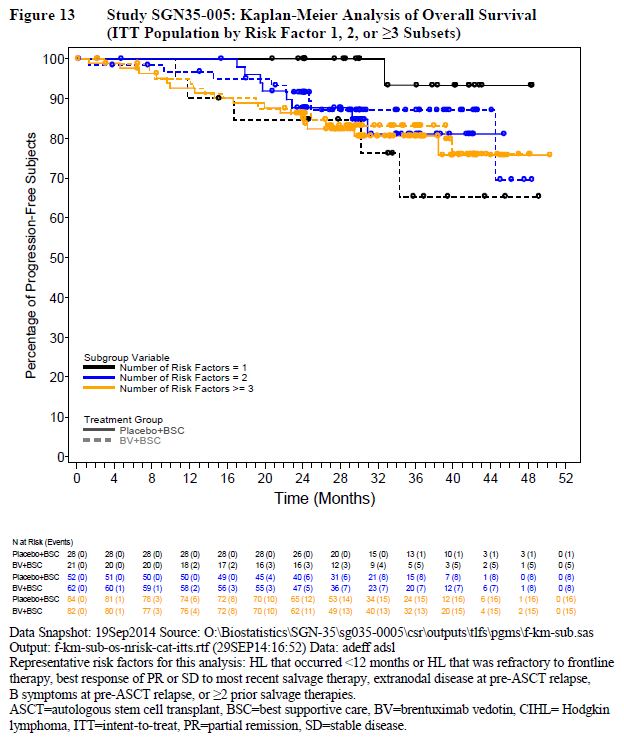 Figure 13 Study SGN35-005: Kaplan-Meier Analysis of Overall Survival
(ITT Population by Risk Factor 1, 2, or ≥3 Subsets)
Percentage of Progression-Free Subjects
100
90
80
70
60
50
40
30
20
10
0
Subgroup Variable
Number of Risk Factors = 1
Number of Risk Factors = 2
Number of Risk Factors >= 3
Treatment Group
Placebo+BSC
BV+BSC
0 4 8 12 16 20 24 28 32 36 40 44 48 52
Time (Months)
N at Risk (Events)
Placebo+BSC 28 (0) 28 (0) 28 (0) 28 (0) 28 (0) 28 (0) 26 (0) 20 (0) 15 (0) 13 (1) 10 (1) 3 (1) 3 (1) 0 (1)
BV+BSC 21 (0) 20 (0) 20 (0) 18 (2) 17 (2) 16 (3) 16 (3) 12 (3) 9 (4) 5 (5) 3 (5) 2 (5) 1 (5) 0 (5)
Placebo+BSC 52 (0) 51 (0) 50 (0) 50 (0) 49 (0) 45 (4) 40 (6) 31 (6) 21 (8) 15 (8) 7 (8) 1 (8) 0 (8) 0 (8)
BV+BSC 62 (0) 60 (1) 59 (1) 58 (2) 56 (3) 55 (3) 47 (5) 36 (7) 23 (7) 20 (7) 12 (7) 6 (7) 1 (8) 0 (8)
Placebo+BSC 84 (0) 81 (1) 78 (3) 74 (6) 72 (8) 70 (10) 65 (12) 53 (14) 34 (15) 24 (15) 12 (16) 6 (16) 1 (16) 0 (16)
BV+BSC 82 (0) 80 (1) 77 (3) 76 (4) 72 (8) 70 (10) 62 (11) 49 (13) 40 (13) 32 (13) 20 (15) 4 (15) 2 (15) 0 (15)
Data Snapshot: 19Sep2014 Source: O:\Biostatistics\SGN-35\sg035-0005\csr\outputs\tlfs\pgms\f-km-sub.sas
Output: f-km-sub-os-nrisk-cat-itts.rtf (29SEP14:16:52) Data: adeff adsl
Representative risk factors for this analysis: HL that occurred <12 months or HL that was refractory to frontline
therapy, best response of PR or SD to most recent salvage therapy, extranodal disease at pre-ASCT relapse,
B symptoms at pre-ASCT relapse, or ≥2 prior salvage therapies.
ASCT=autologous stem cell transplant, BSC=best supportive care, BV=brentuximab vedotin, CIHL= Hodgkin
lymphoma, ITT=intent-to-treat, PR=partial remission, SD=stable disease.